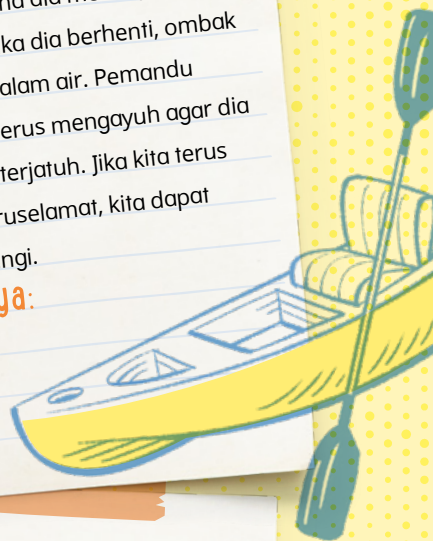 ka dia berhenti, ombak
alam air. Pemandu
erus mengayuh agar dia
terjatuh. Jika kita terus
ruselamat, kita dapat
ngi.
ya: